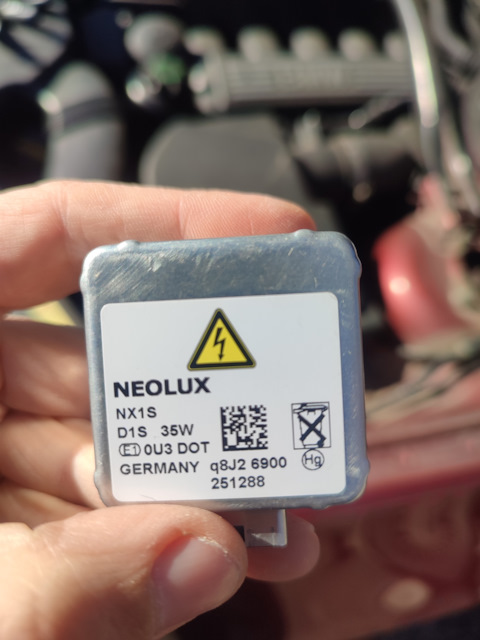 NEOLUX
NX1S
D1S 35W
E1 0U3 DOT
GERMANY q8J2 6900
Hg
251288